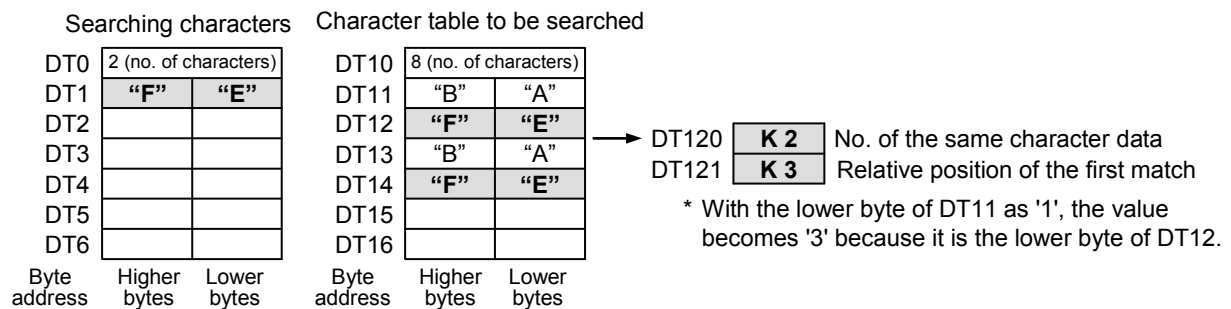 Searching characters Character table to be searched
DT0 2 (no. of characters) DT10 8 (no. of characters)
DT1 “F” “E” DT11 “B” “A”
DT2 DT12 “F” “E” DT120 K 2 No. of the same character data
DT3 DT13 “B” “A” DT121 K 3 Relative position of the first match
DT4 DT14 “F” “E” * With the lower byte of DT11 as '1', the value
DT5 DT15 becomes '3' because it is the lower byte of DT12.
DT6 DT16
Byte Higher Lower Byte Higher Lower
address bytes bytes address bytes bytes